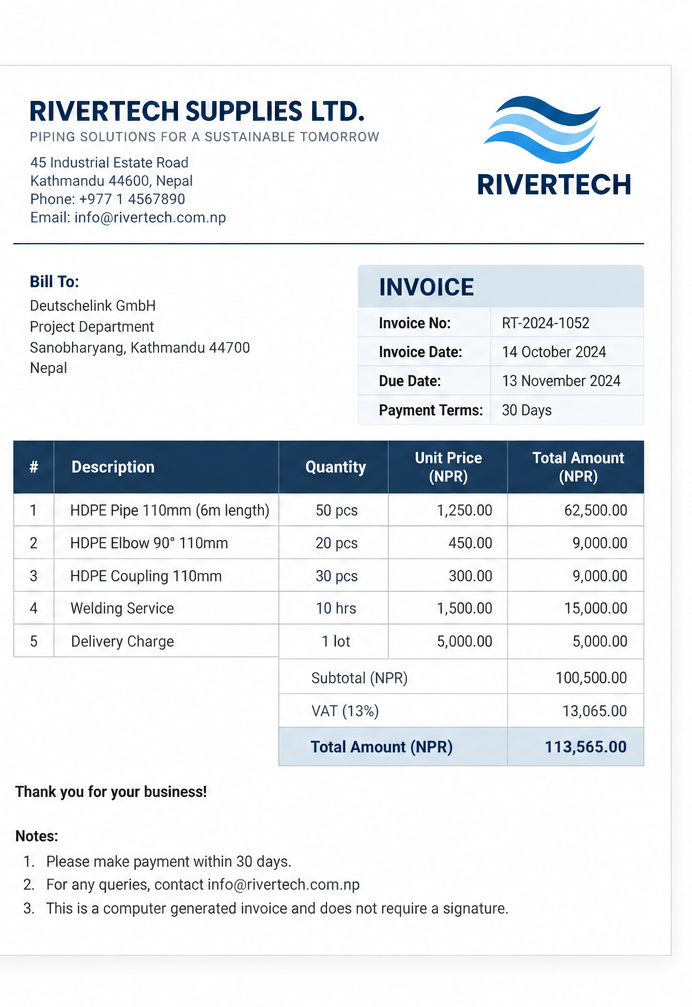 RIVERTECH SUPPLIES LTD.
PIPING SOLUTIONS FOR A SUSTAINABLE TOMORROW
45 Industrial Estate Road
Kathmandu 44600, Nepal
Phone: +977 1 4567890
Email: info@rivertech.com.np
RIVERTECH
Bill To:
Deutschelink GmbH
Project Department
Sanobharyang, Kathmandu 44700
Nepal
INVOICE
Invoice No: RT-2024-1052
Invoice Date: 14 October 2024
Due Date: 13 November 2024
Payment Terms: 30 Days
# Description Quantity Unit Price (NPR) Total Amount (NPR)
1 HDPE Pipe 110mm (6m length) 50 pcs 1,250.00 62,500.00
2 HDPE Elbow 90° 110mm 20 pcs 450.00 9,000.00
3 HDPE Coupling 110mm 30 pcs 300.00 9,000.00
4 Welding Service 10 hrs 1,500.00 15,000.00
5 Delivery Charge 1 lot 5,000.00 5,000.00
Subtotal (NPR) 100,500.00
VAT (13%) 13,065.00
Total Amount (NPR) 113,565.00
Thank you for your business!
Notes:
1. Please make payment within 30 days.
2. For any queries, contact info@rivertech.com.np
3. This is a computer generated invoice and does not require a signature.